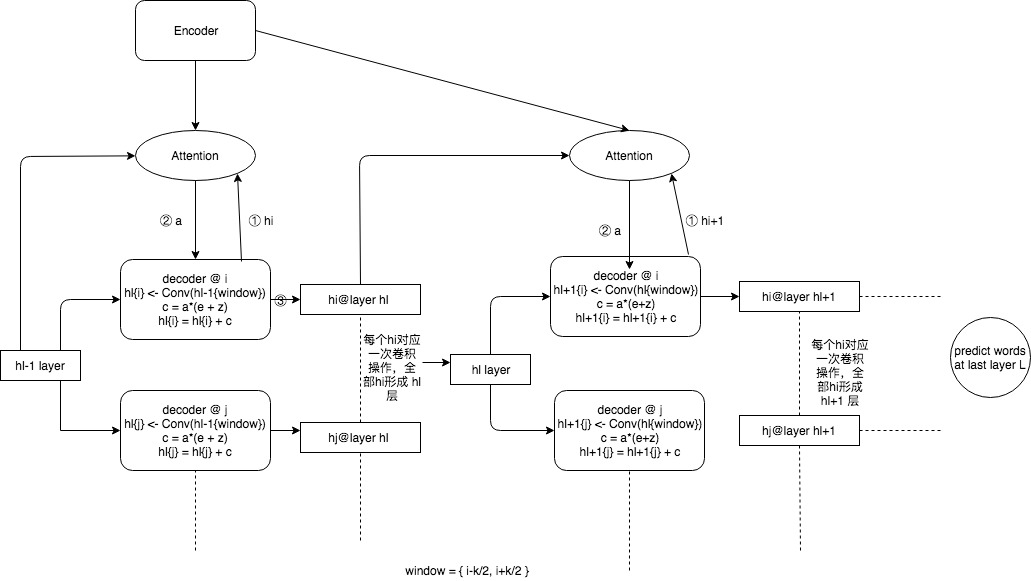 Encoder
Attention
Attention
② a
① hi
② a
① hi+1
decoder @ i
hl{i} <- Conv(hl-1{window})
c = a*(e + z)
hl{i} = hl{i} + c
③
hi@layer hl
decoder @ i
hl+1{i} <- Conv(hl{window})
c = a*(e+z)
hl+1{i} = hl+1{i} + c
hi@layer hl+1
hl-1 layer
每个hi对应
一次卷积
操作，全
部hi形成 hl
层
hl layer
每个hi对应
一次卷积
操作，全
部hi形成
hl+1 层
predict words
at last layer L
decoder @ j
hl{j} <- Conv(hl-1{window})
c = a*(e + z)
hl{j} = hl{j} + c
hj@layer hl
decoder @ j
hl+1{j} <- Conv(hl{window})
c = a*(e+z)
hl+1{j} = hl+1{j} + c
hj@layer hl+1
window = { i-k/2, i+k/2 }